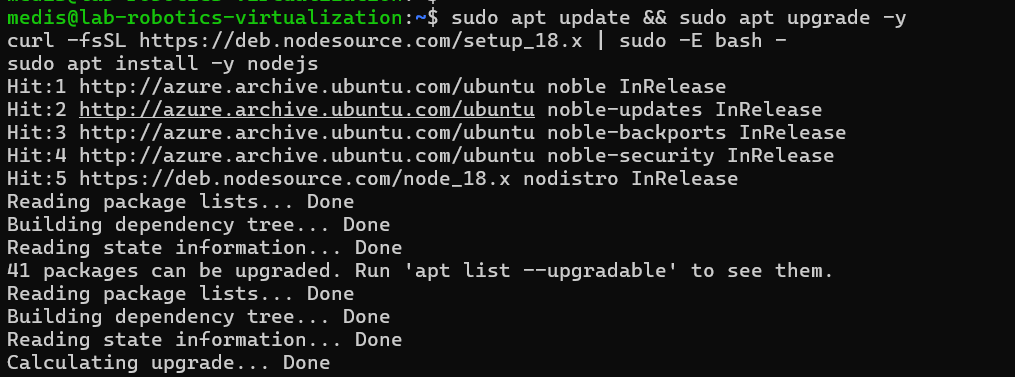 medis@lab-robotics-virtualization:~$ sudo apt update && sudo apt upgrade -y
curl -fsSL https://deb.nodesource.com/setup_18.x | sudo -E bash -
sudo apt install -y nodejs
Hit:1 http://azure.archive.ubuntu.com/ubuntu noble InRelease
Hit:2 http://azure.archive.ubuntu.com/ubuntu noble-updates InRelease
Hit:3 http://azure.archive.ubuntu.com/ubuntu noble-backports InRelease
Hit:4 http://azure.archive.ubuntu.com/ubuntu noble-security InRelease
Hit:5 https://deb.nodesource.com/node_18.x nodistro InRelease
Reading package lists... Done
Building dependency tree... Done
Reading state information... Done
41 packages can be upgraded. Run 'apt list --upgradable' to see them.
Reading package lists... Done
Building dependency tree... Done
Reading state information... Done
Calculating upgrade... Done